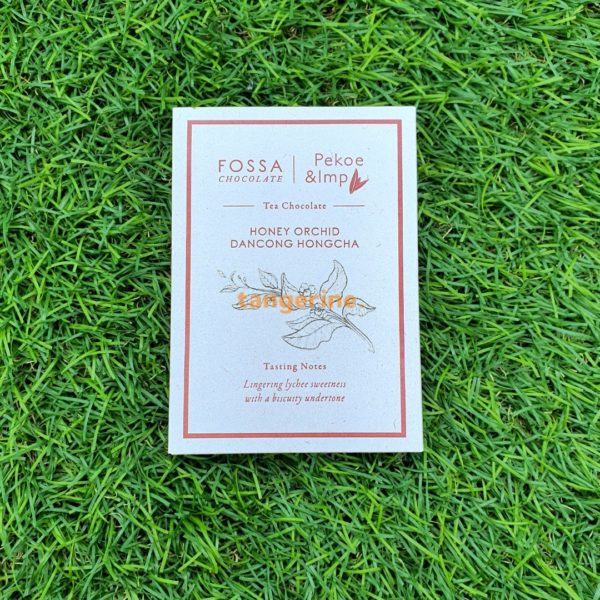 FOSSA
CHOCOLATE
Pekoe
&Imp
Tea Chocolate
HONEY ORCHID
DANCONG HONGCHA
tangerine
Tasting Notes
Lingering lychee sweetness
with a biscuity undertone